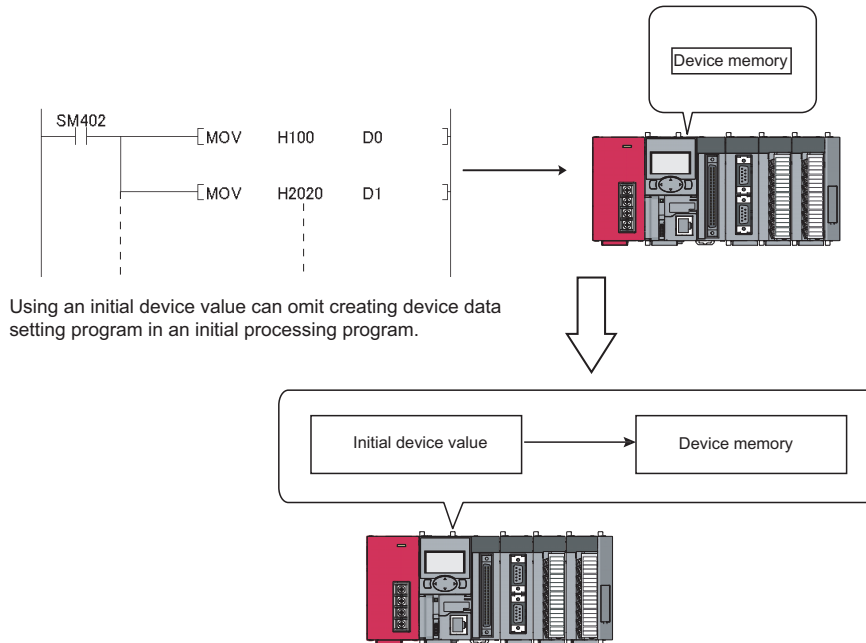 Device memory
SM402
[MOV H100 D0 ]
[MOV H2020 D1 ]
Using an initial device value can omit creating device data
setting program in an initial processing program.
Initial device value
Device memory